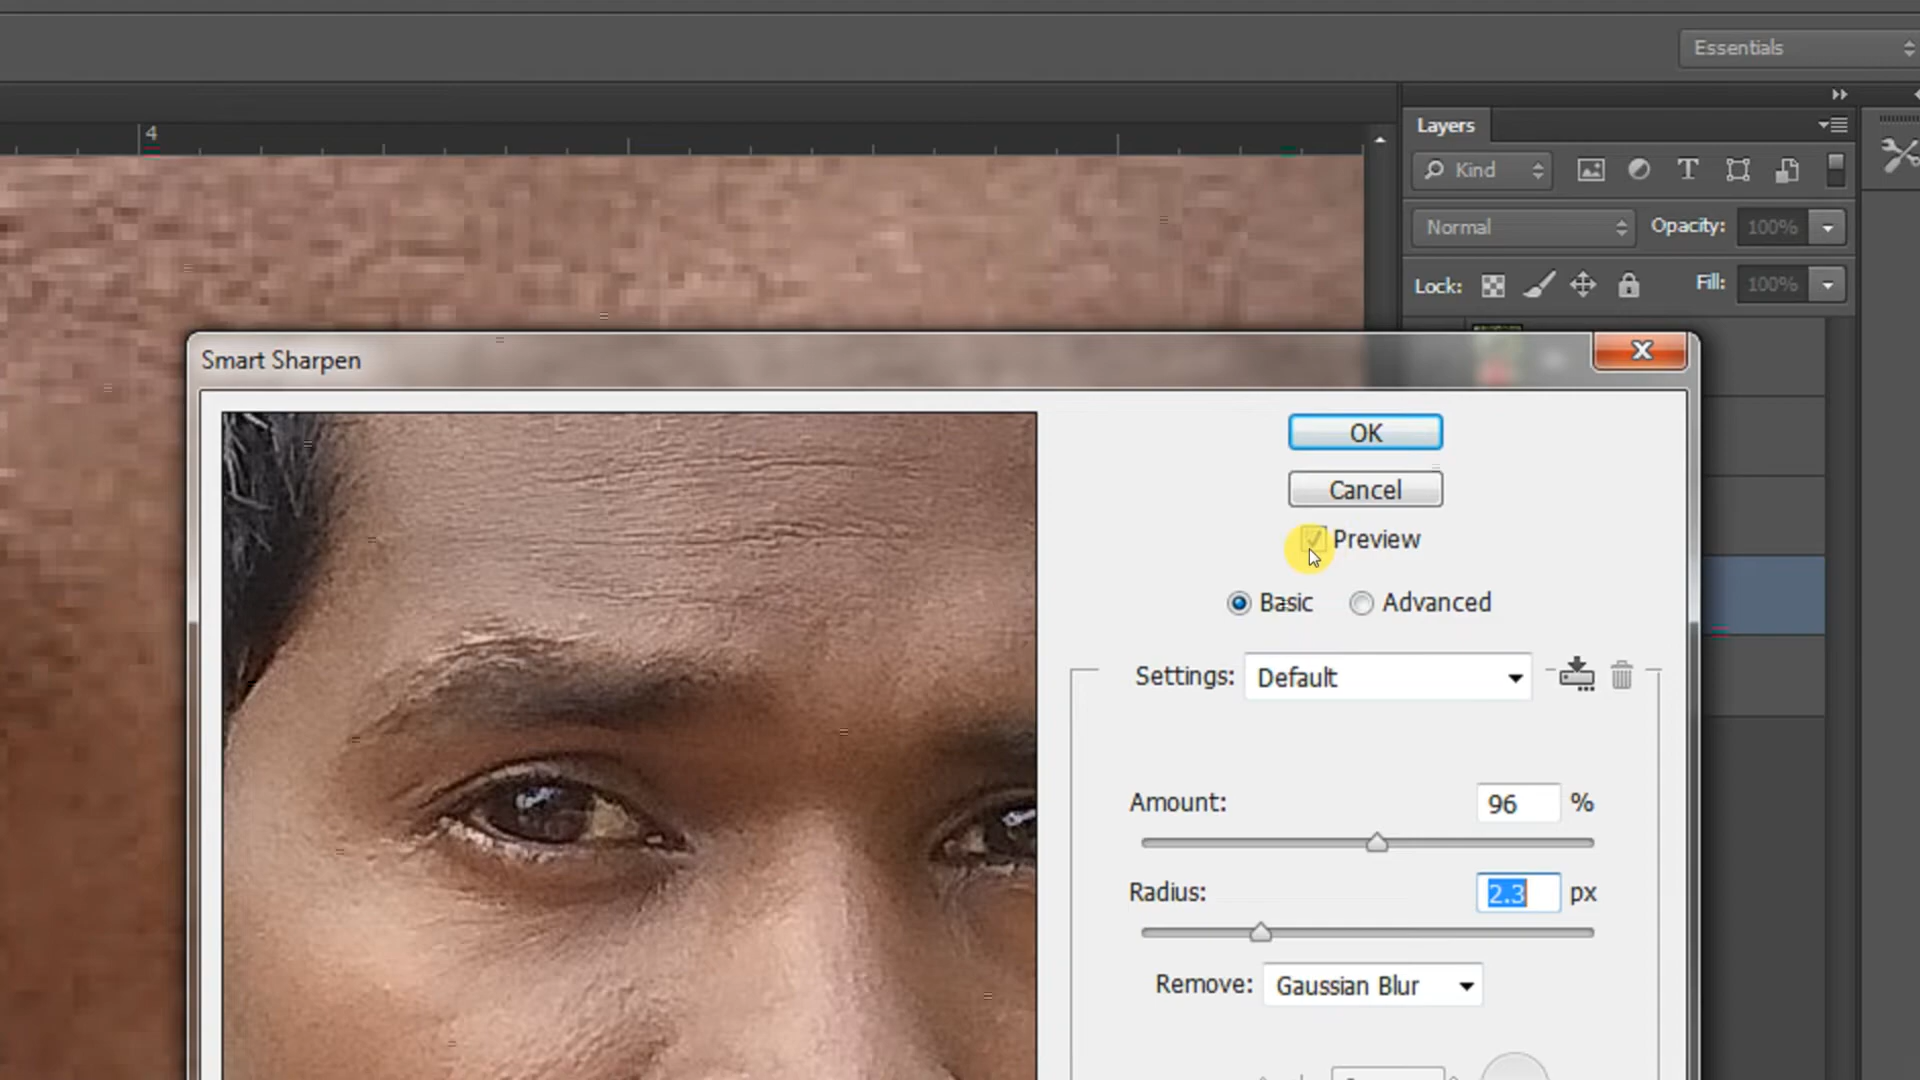 Essentials
4
Layers
Kind
Normal Opacity: 100%
Lock: Fill: 100%
Smart Sharpen
OK
Cancel
Preview
Basic Advanced
Settings: Default
Amount: 96 %
Radius: 2.3 px
Remove: Gaussian Blur